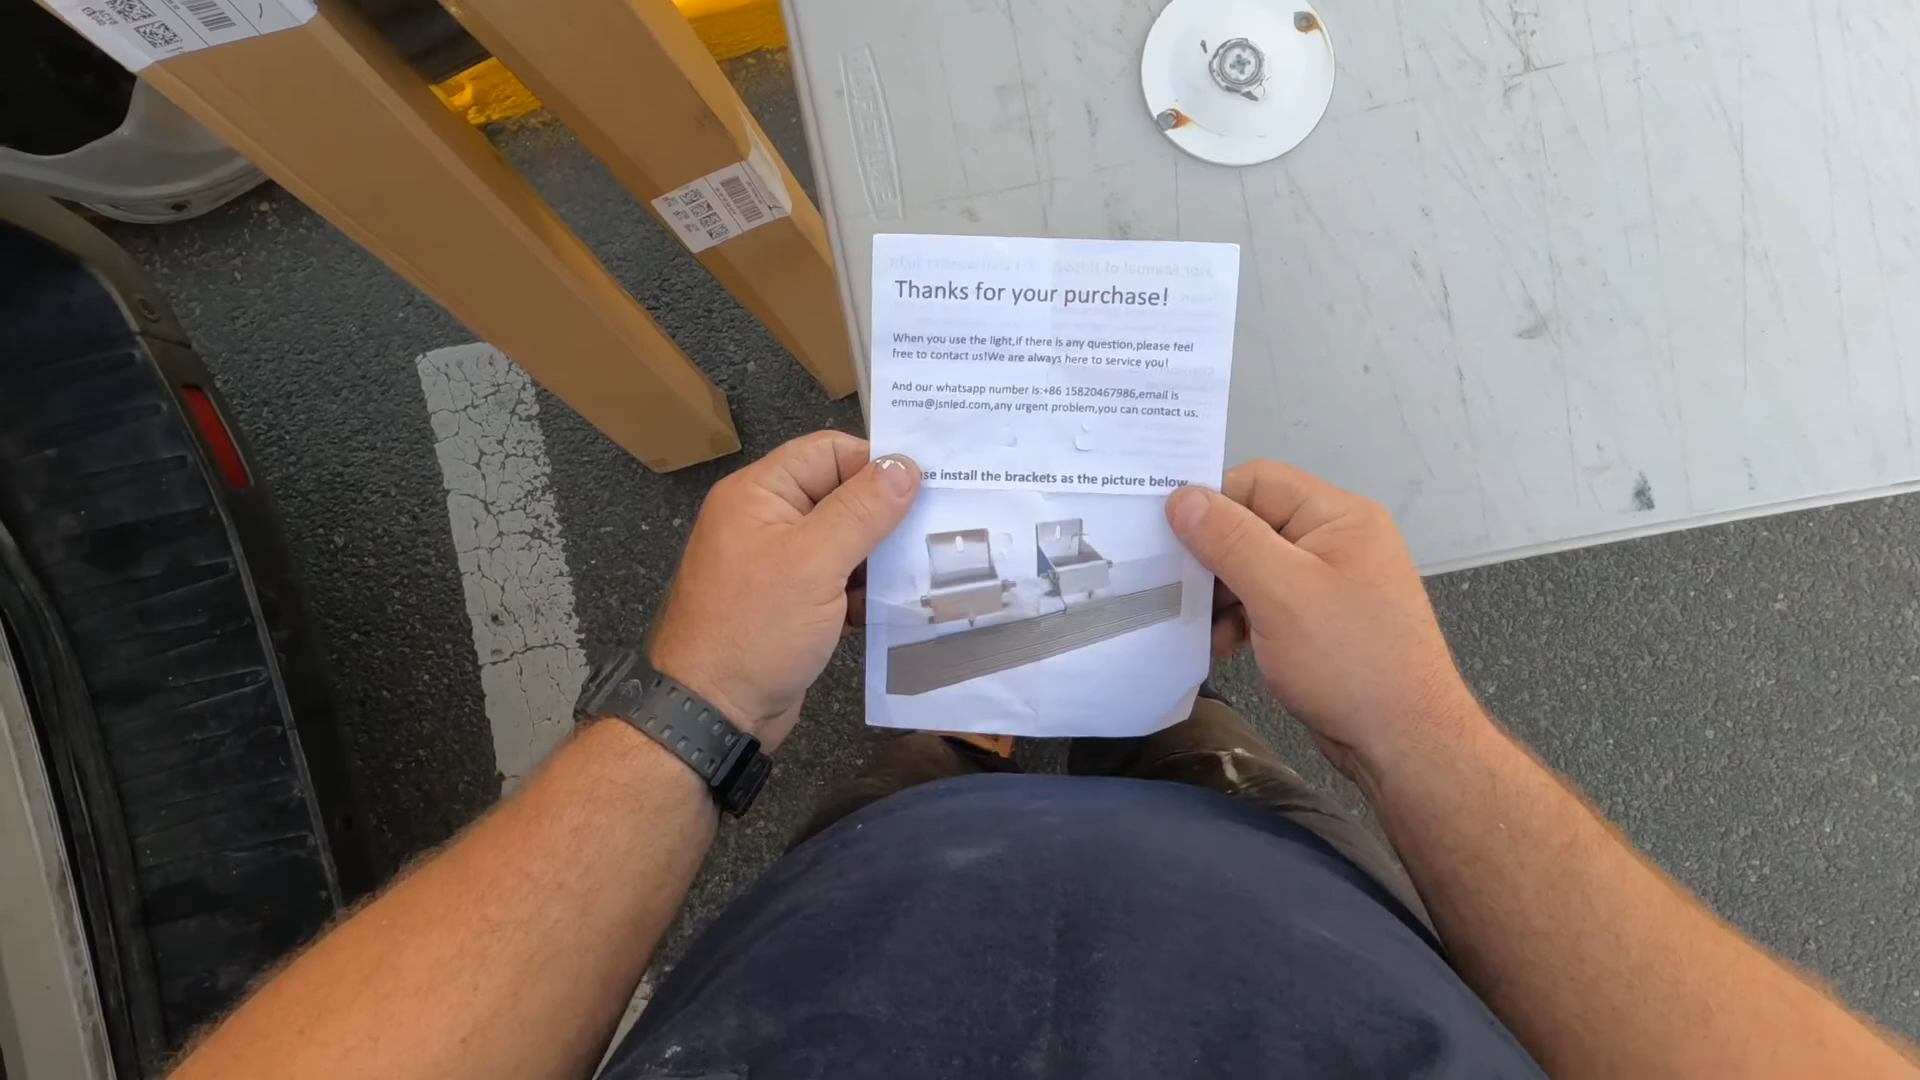 Thanks for your purchase!
When you use the light,if there is any question,please feel
free to contact us!We are always here to service you!
And our whatsapp number is:+86 15820467986,email is
emma@jsnled.com,any urgent problem,you can contact us.
se install the brackets as the picture below
LIFETIME